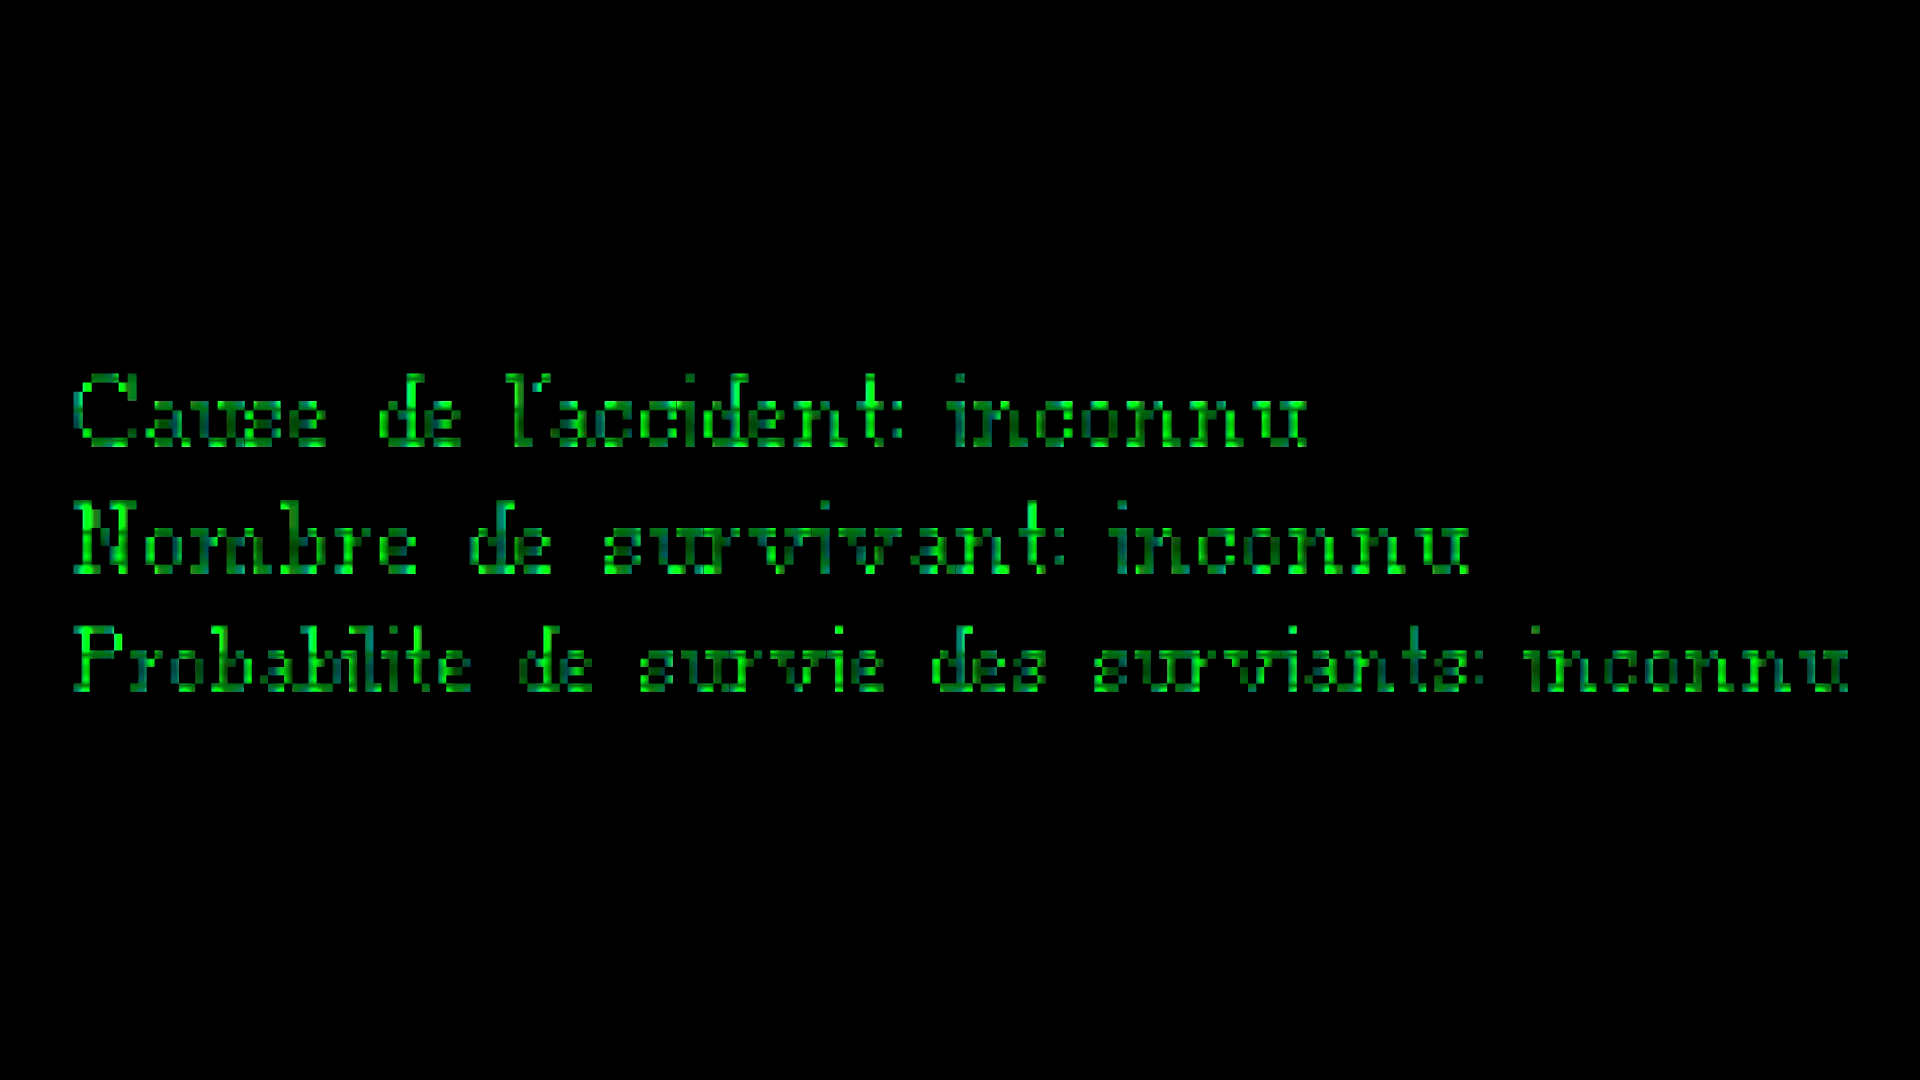 Cause de l'accident: inconnu
Nombre de survivant: inconnu
Probabilite de survie des surviants: inconnu